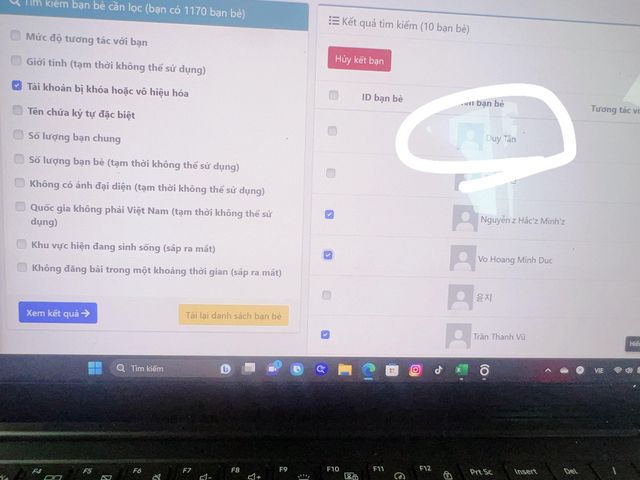 Tìm kiếm bạn bè cần lọc (bạn có 1170 bạn bè)
Mức độ tương tác với bạn
Giới tính (tạm thời không thể sử dụng)
Tài khoản bị khóa hoặc vô hiệu hóa
Tên chứa ký tự đặc biệt
Số lượng bạn chung
Số lượng bạn bè (tạm thời không thể sử dụng)
Không có ảnh đại diện (tạm thời không thể sử dụng)
Quốc gia không phải Việt Nam (tạm thời không thể sử
dụng)
Khu vực hiện đang sinh sống (sắp ra mắt)
Không đăng bài trong một khoảng thời gian (sắp ra mắt)
Xem kết quả
Tải lại danh sách bạn bè
Kết quả tìm kiếm (10 bạn bè)
Hủy kết bạn
ID bạn bè
bạn bè
Tương tác
Duy Tân
Nguyễn'z Hắc'z Minh'z
Vo Hoang Minh Duc
윤지
Trần Thanh Vũ
Tìm kiếm
VIE
F4
F5
F6
F7
F8
F9
F10
F11
F12
Prt Sc
Insert
Del